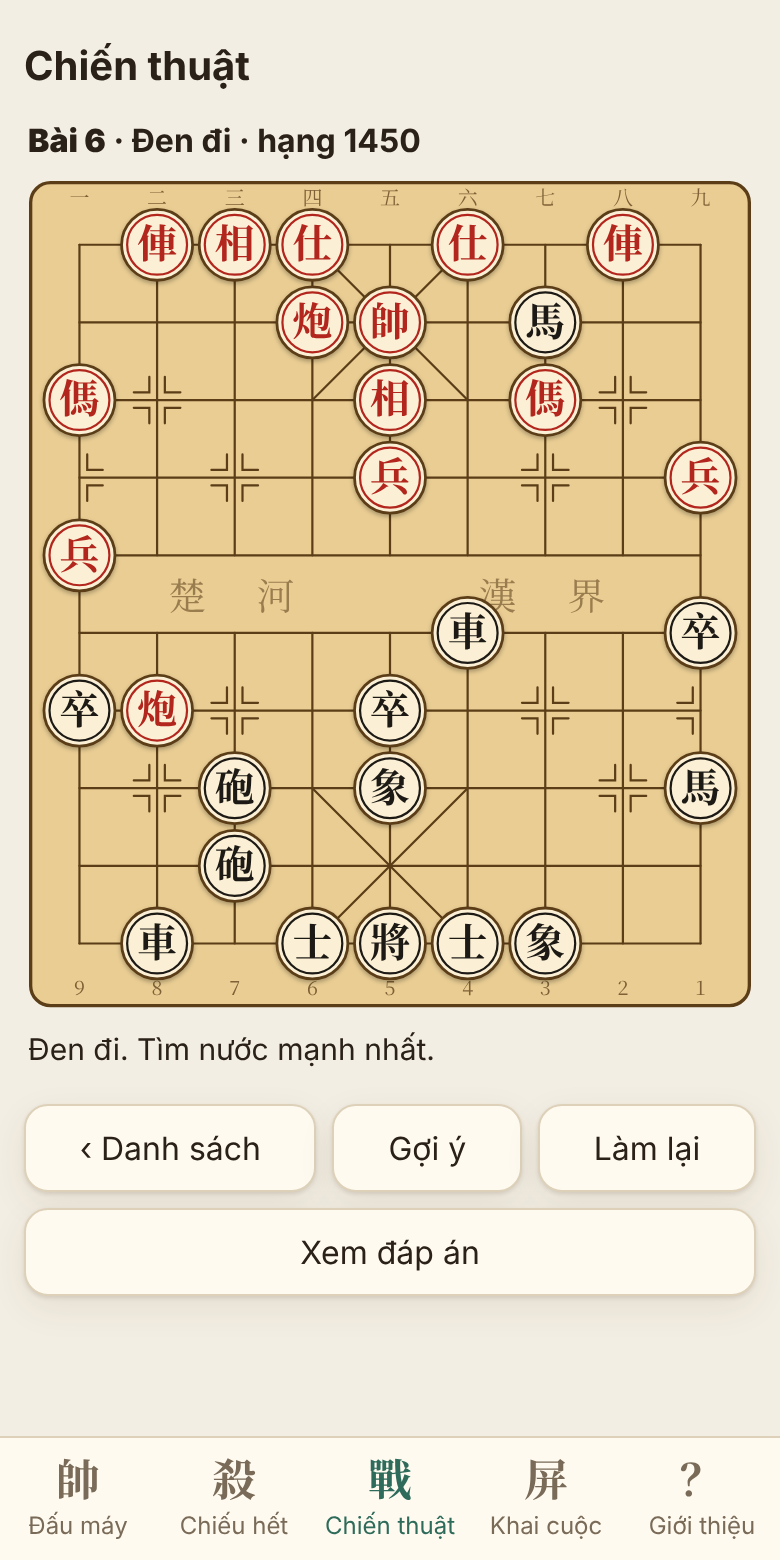 Chiến thuật
Bài 6 · Đen đi · hạng 1450
一 二 三 四 五 六 七 八 九
俥 相 仕 仕 俥
炮 帥 馬
傌 相 傌
兵 兵
兵
楚 河 漢 界
車 卒
卒 炮 卒
砲 象 馬
砲
車 士 將 士 象
9 8 7 6 5 4 3 2 1
Đen đi. Tìm nước mạnh nhất.
‹ Danh sách
Gợi ý
Làm lại
Xem đáp án
帥 殺 戰 屏 ?
Đấu máy Chiếu hết Chiến thuật Khai cuộc Giới thiệu